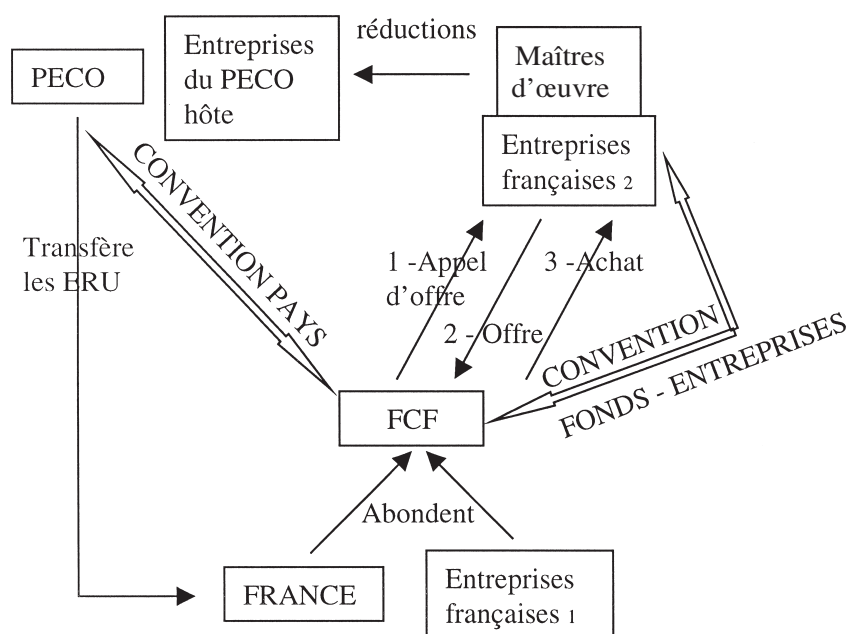 réductions
PECO
Entreprises
du PECO
hôte
Maîtres
d'œuvre
Entreprises
françaises 2
CONVENTION PAYS
Transfère
les ERU
1 -Appel
d'offre
3 -Achat
2 - Offre
CONVENTION
FONDS - ENTREPRISES
FCF
Abondent
FRANCE
Entreprises
françaises 1